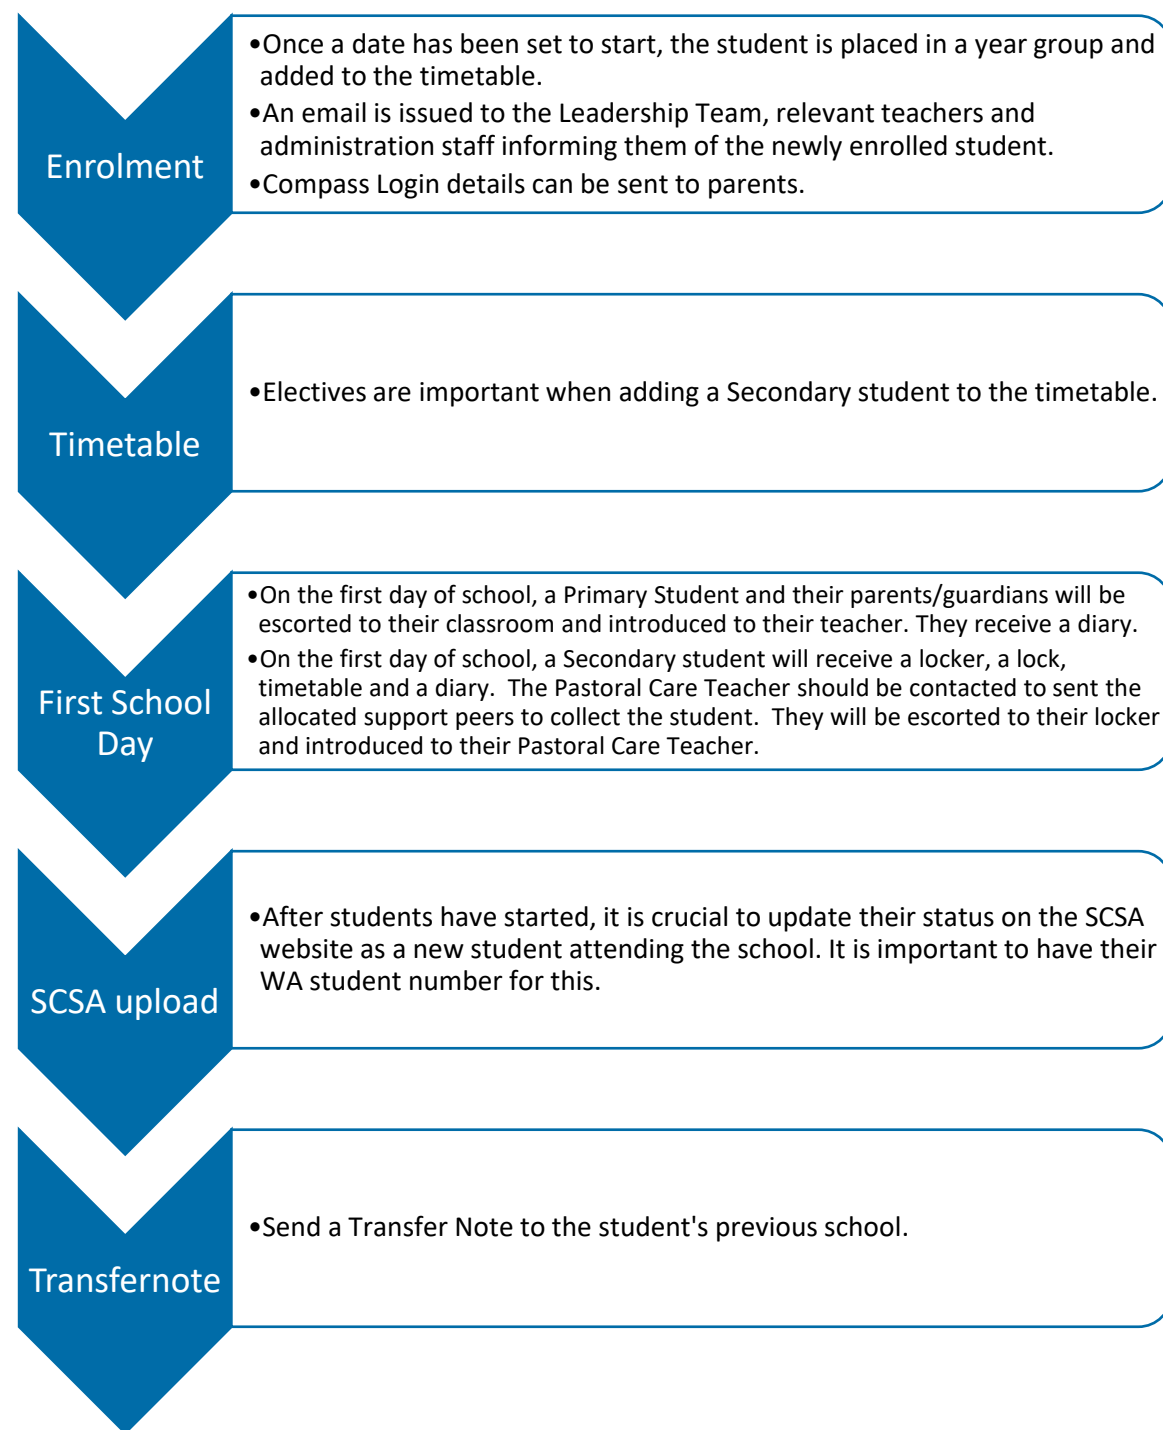 Enrolment
•Once a date has been set to start, the student is placed in a year group and
added to the timetable.
•An email is issued to the Leadership Team, relevant teachers and
administration staff informing them of the newly enrolled student.
•Compass Login details can be sent to parents.
Timetable
•Electives are important when adding a Secondary student to the timetable.
First School
Day
•On the first day of school, a Primary Student and their parents/guardians will be
escorted to their classroom and introduced to their teacher. They receive a diary.
•On the first day of school, a Secondary student will receive a locker, a lock,
timetable and a diary.  The Pastoral Care Teacher should be contacted to sent the
allocated support peers to collect the student.  They will be escorted to their locker
and introduced to their Pastoral Care Teacher.
SCSA upload
•After students have started, it is crucial to update their status on the SCSA
website as a new student attending the school. It is important to have their
WA student number for this.
Transfernote
•Send a Transfer Note to the student's previous school.